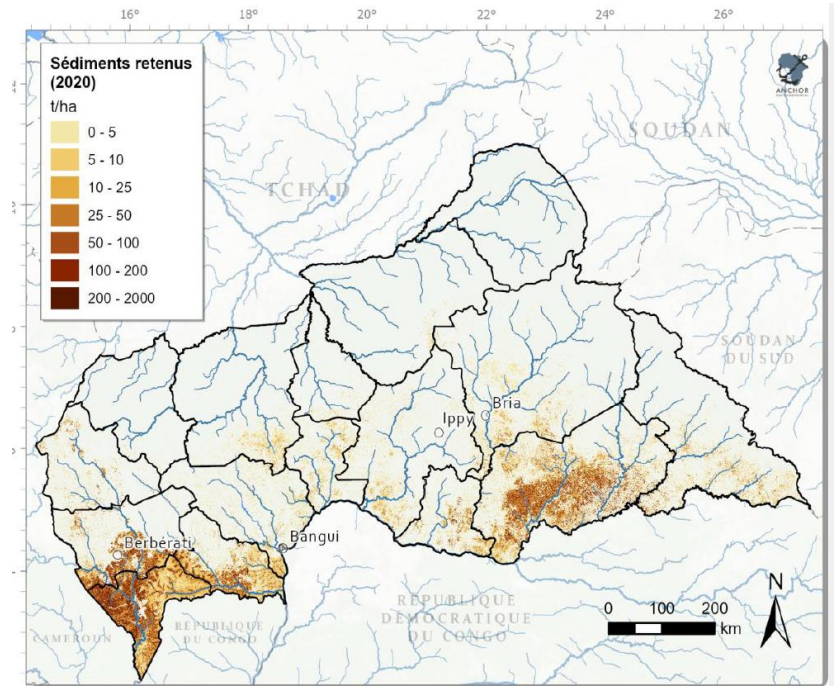 16° 18° 20° 22° 24° 26°
Sédiments retenus
(2020)
t/ha
0 - 5
5 - 10
10 - 25
25 - 50
50 - 100
100 - 200
200 - 2000
ANCHOR
SOUDAN
TCHAD
SOUDAN
DU SUD
Bria
Ippy
Bangui
Berbérati
N
RÉPUBLIQUE
DÉMOCRATIQUE
DU CONGO
CAMEROUN
RÉPUBLIQUE
DU CONGO
0 100 200
km